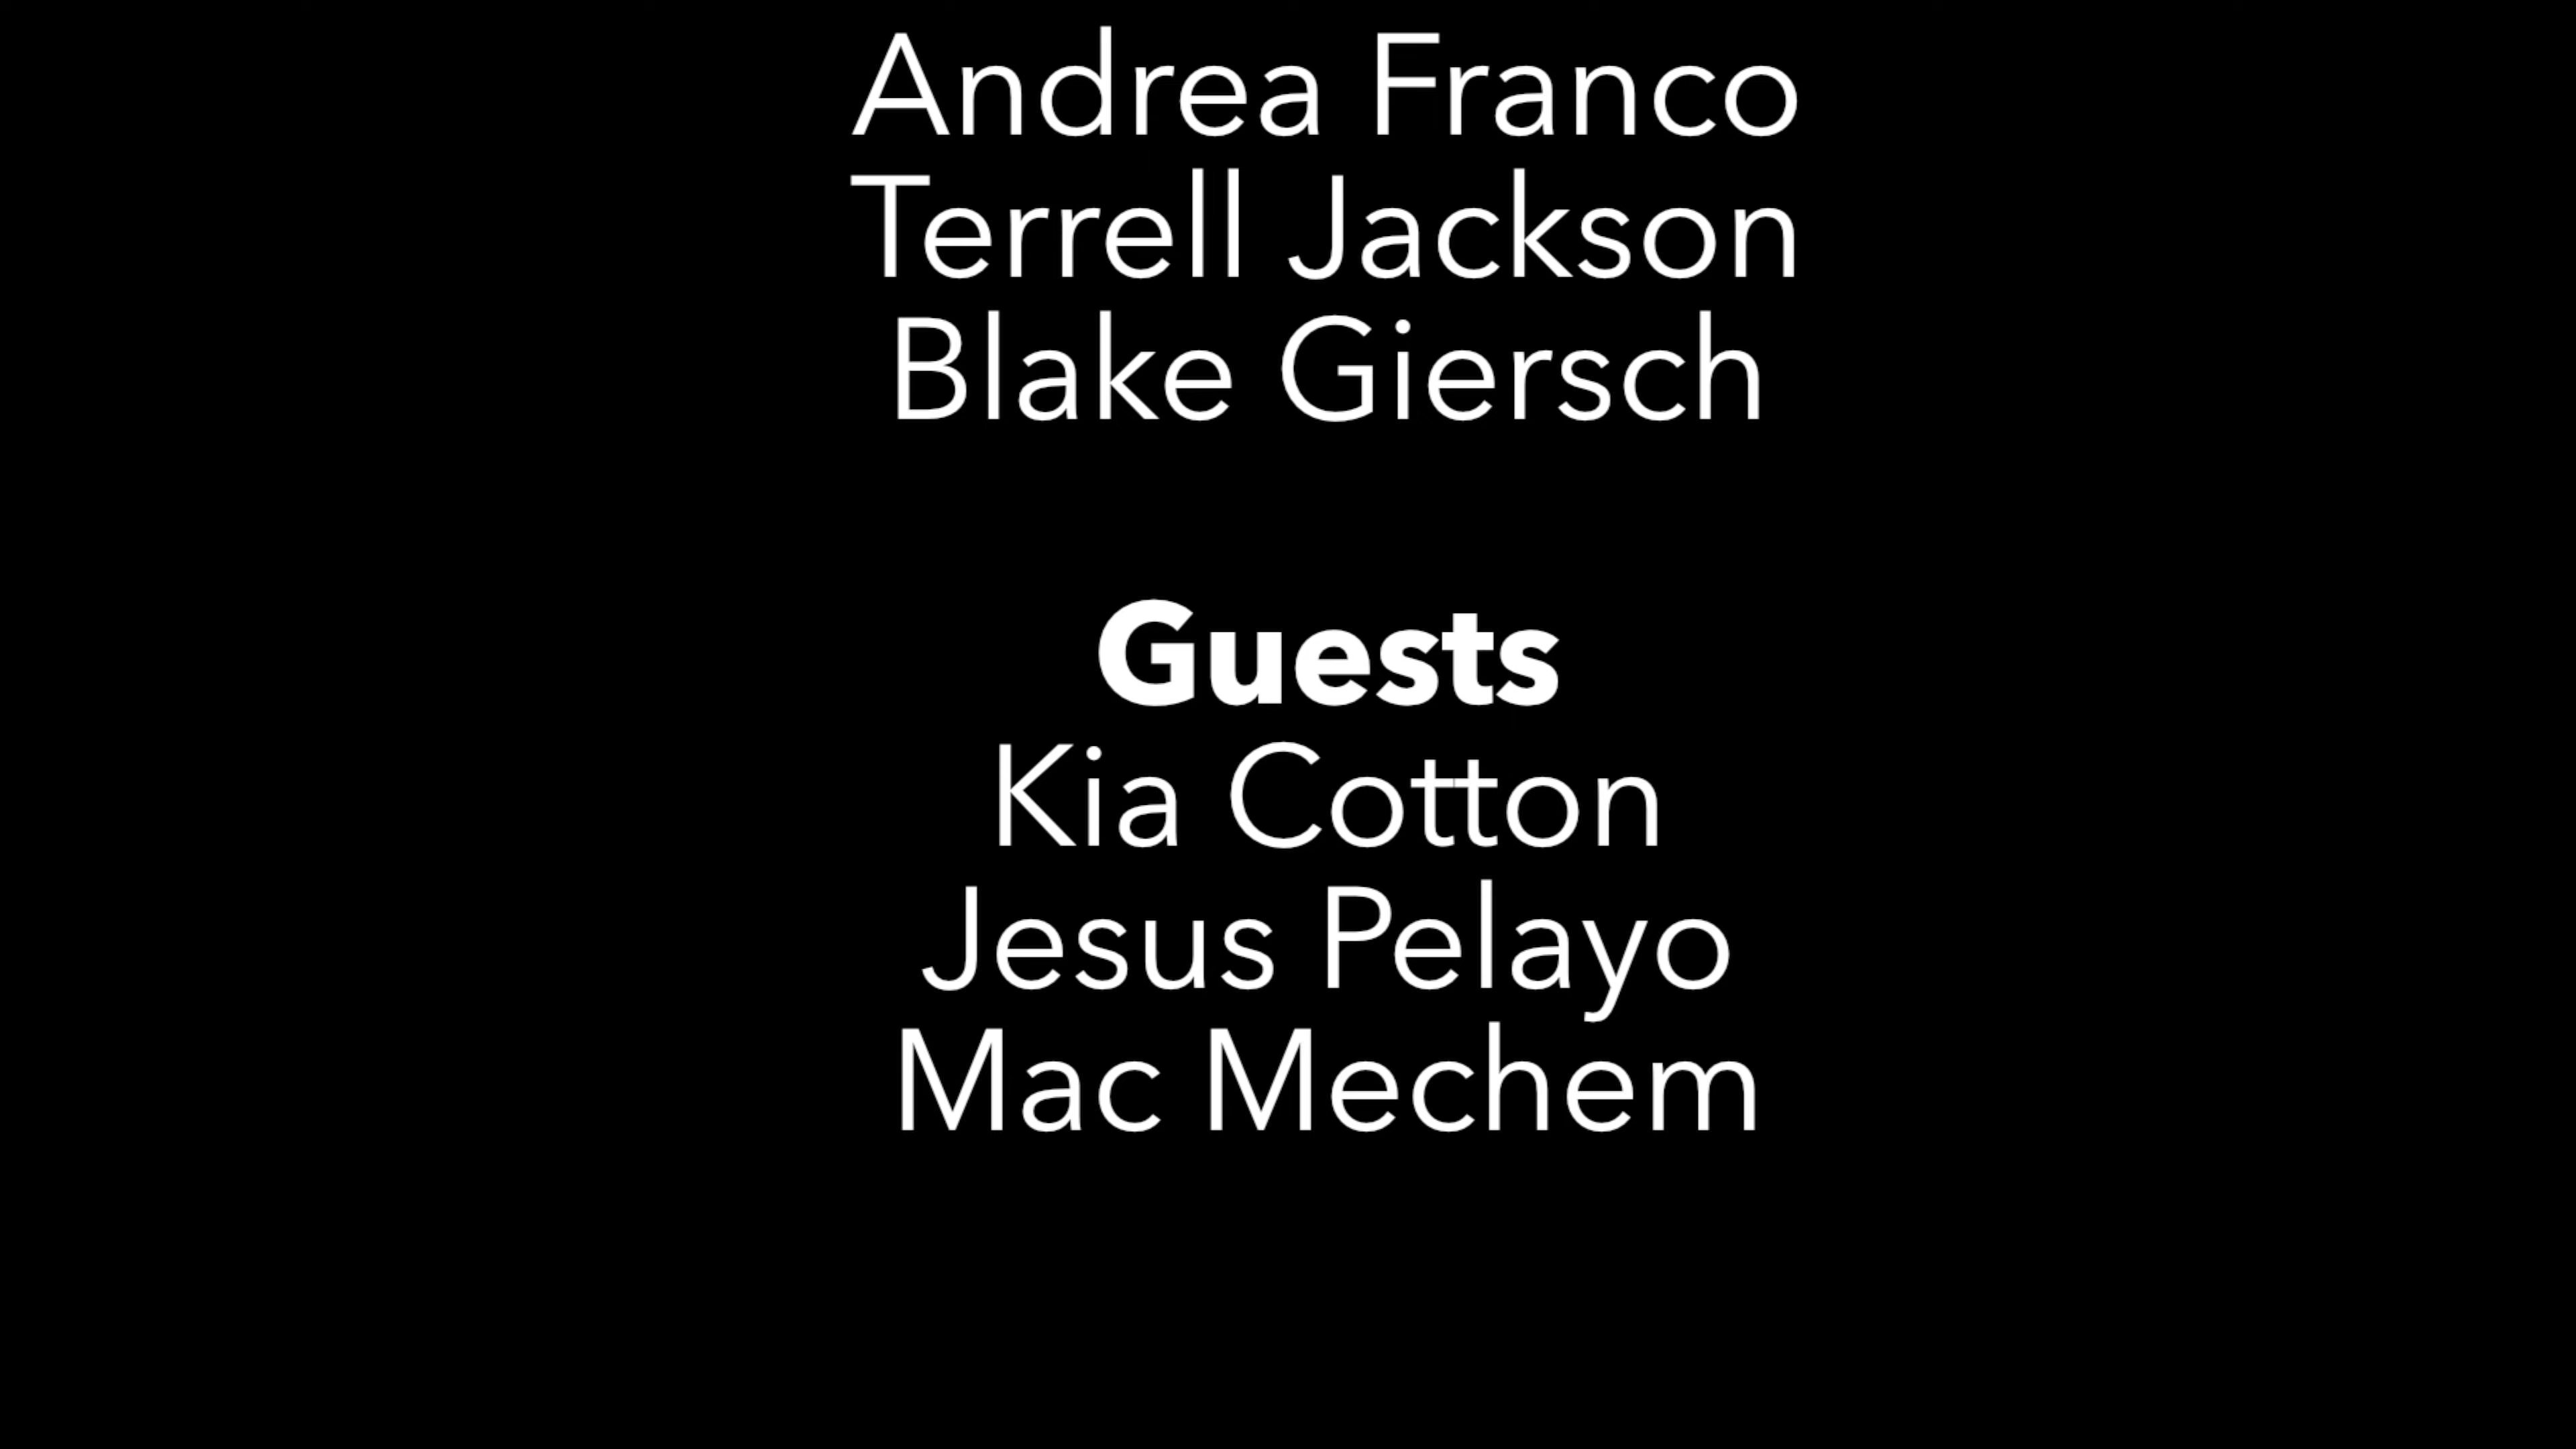 Andrea Franco
Terrell Jackson
Blake Giersch
Guests
Kia Cotton
Jesus Pelayo
Mac Mechem